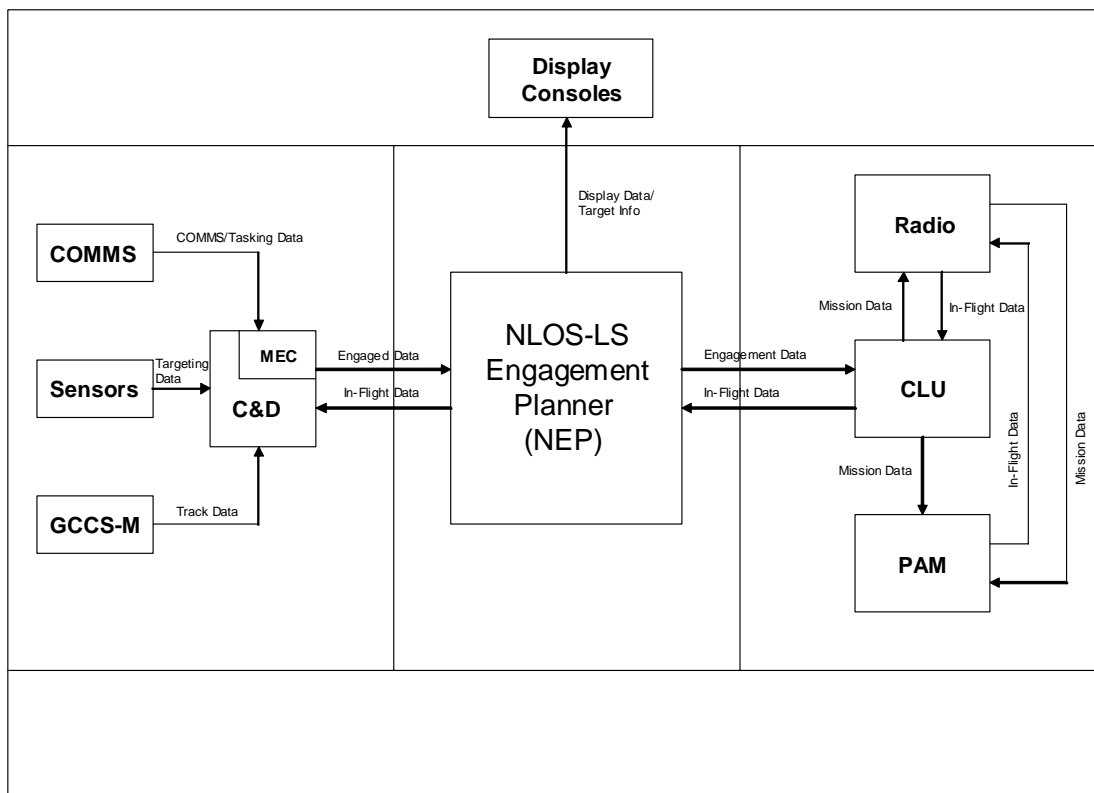 Display
Consoles
Display Data/
Target Info
COMMS
COMMS/Tasking Data
Sensors
Targeting
Data
MEC
C&D
GCCS-M
Track Data
Engaged Data
In-Flight Data
NLOS-LS
Engagement
Planner
(NEP)
Engagement Data
In-Flight Data
Radio
Mission Data
In-Flight Data
CLU
Mission Data
PAM
In-Flight Data
Mission Data